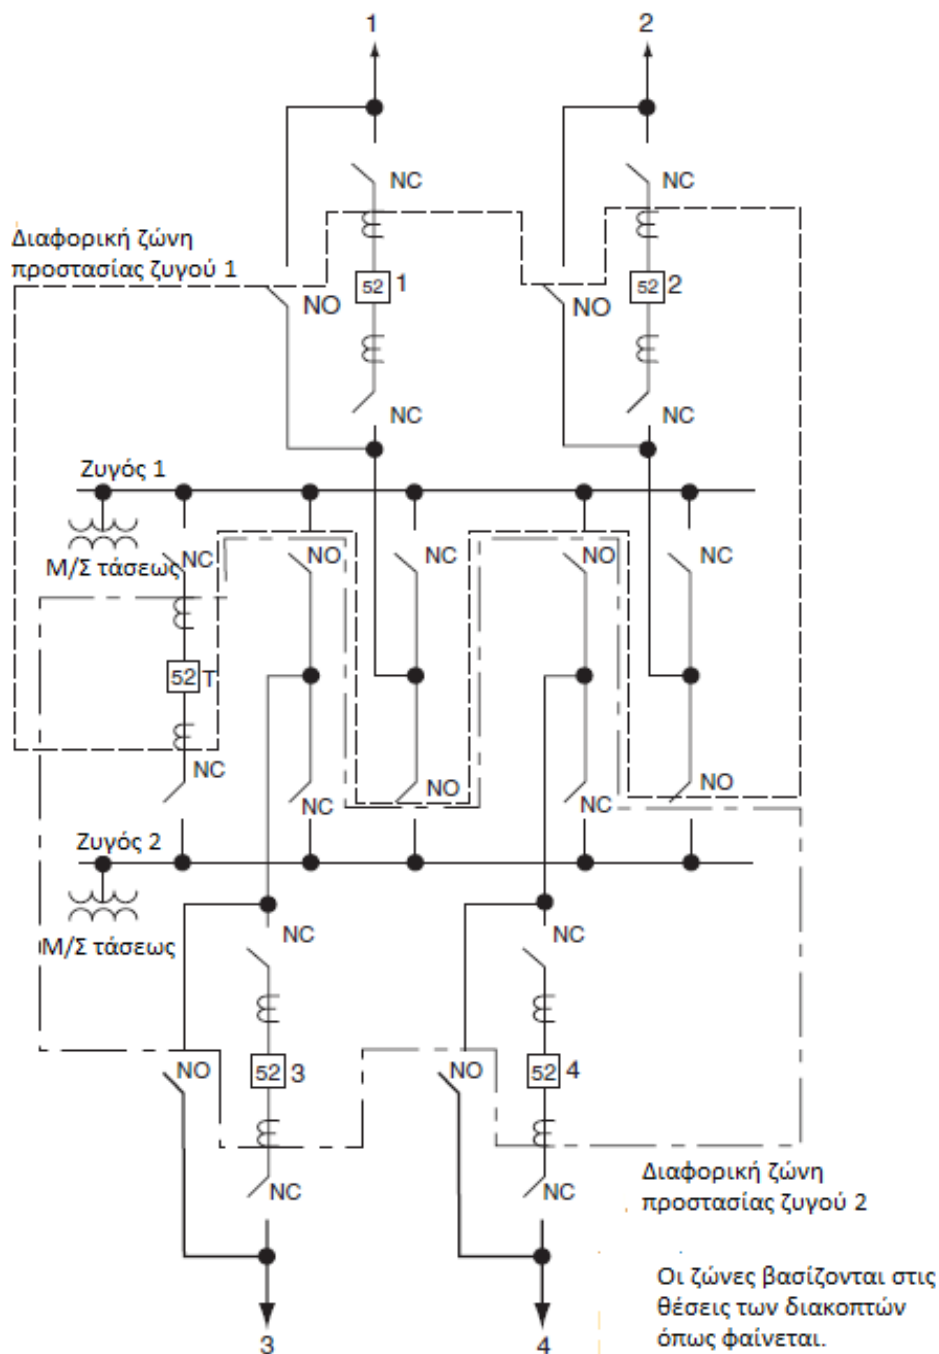 1 2
NC NC
Διαφορική ζώνη
προστασίας ζυγού 1
NO 52 1 NO 52 2
NC NC
Ζυγός 1
Μ/Σ τάσεως NC NO NC NO NC
52 T
NC NC NO NC NO
Ζυγός 2
Μ/Σ τάσεως
NC NC
NO 52 3 NO 52 4
NC NC
Διαφορική ζώνη
προστασίας ζυγού 2
Οι ζώνες βασίζονται στις
θέσεις των διακοπτών
όπως φαίνεται.
3 4